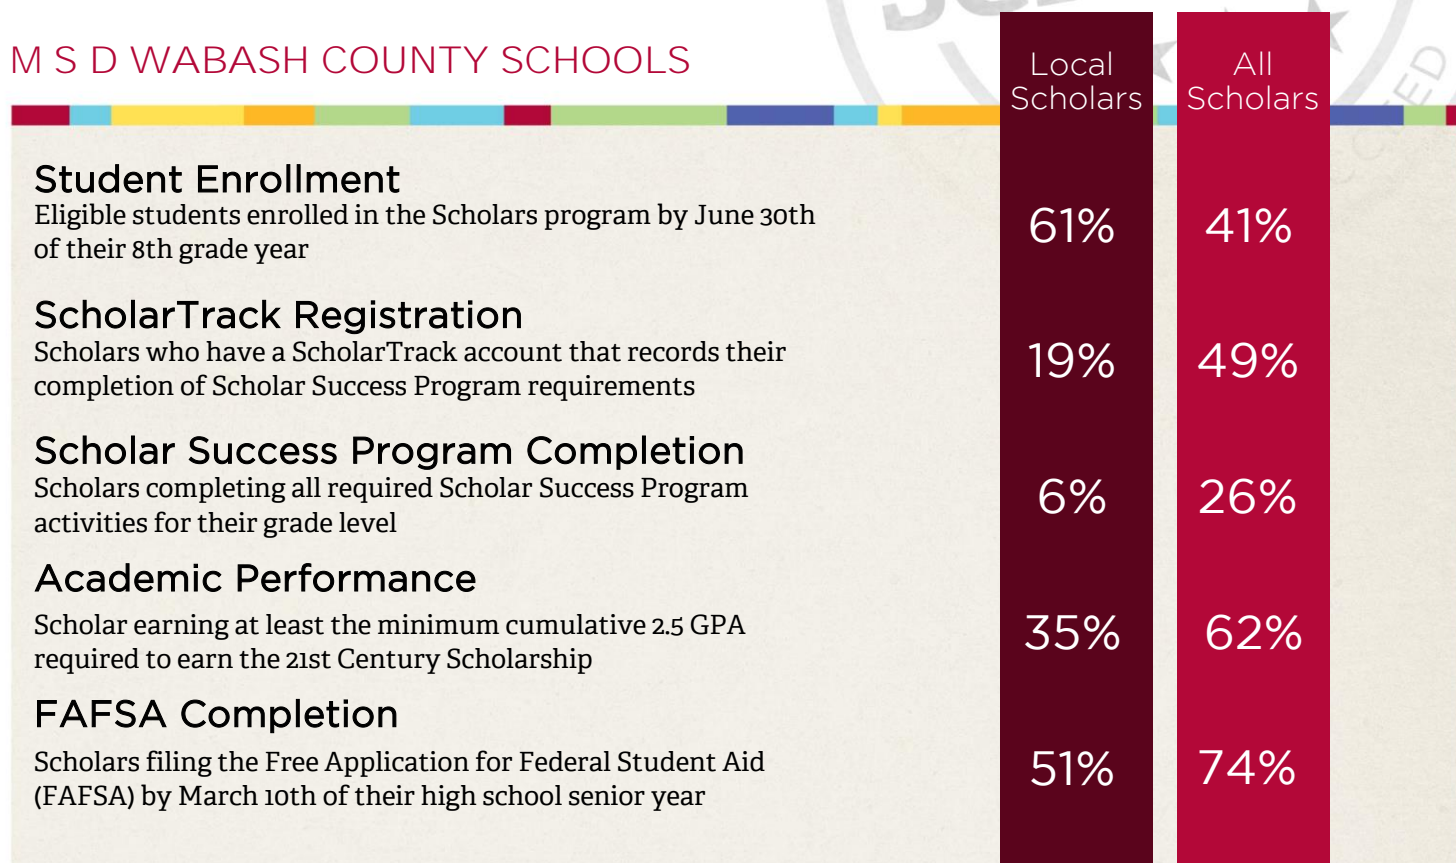 M S D WABASH COUNTY SCHOOLS
Local
Scholars
All
Scholars
Student Enrollment
Eligible students enrolled in the Scholars program by June 30th
of their 8th grade year
61%
41%
ScholarTrack Registration
Scholars who have a ScholarTrack account that records their
completion of Scholar Success Program requirements
19%
49%
Scholar Success Program Completion
Scholars completing all required Scholar Success Program
activities for their grade level
6%
26%
Academic Performance
Scholar earning at least the minimum cumulative 2.5 GPA
required to earn the 21st Century Scholarship
35%
62%
FAFSA Completion
Scholars filing the Free Application for Federal Student Aid
(FAFSA) by March 10th of their high school senior year
51%
74%